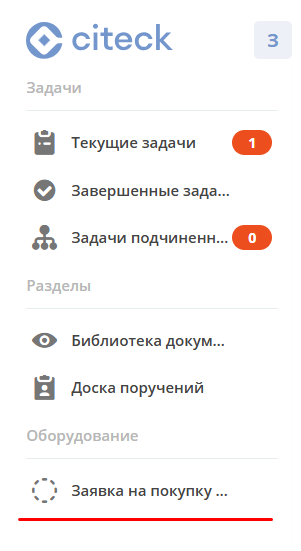 citeck
З
Задачи
Текущие задачи
1
Завершенные зада...
Задачи подчиненн...
0
Разделы
Библиотека докум...
Доска поручений
Оборудование
Заявка на покупку ...